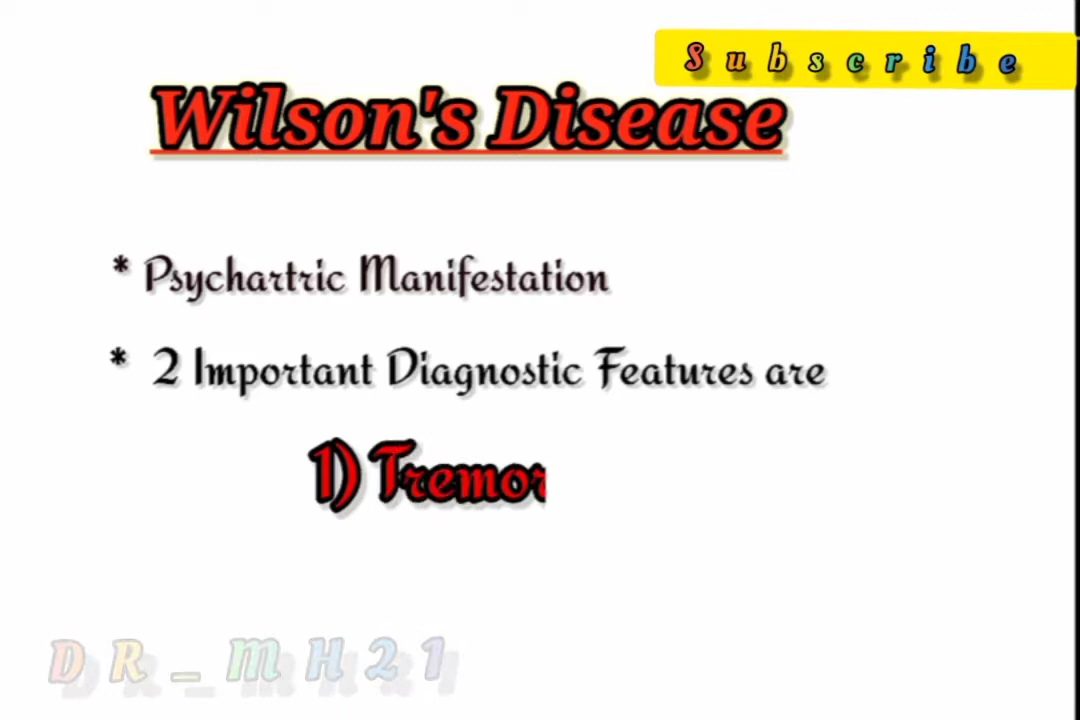 Subscribe
Wilson's Disease
* Psychartric Manifestation
* 2 Important Diagnostic Features are
1) Tremor
DR_MH21